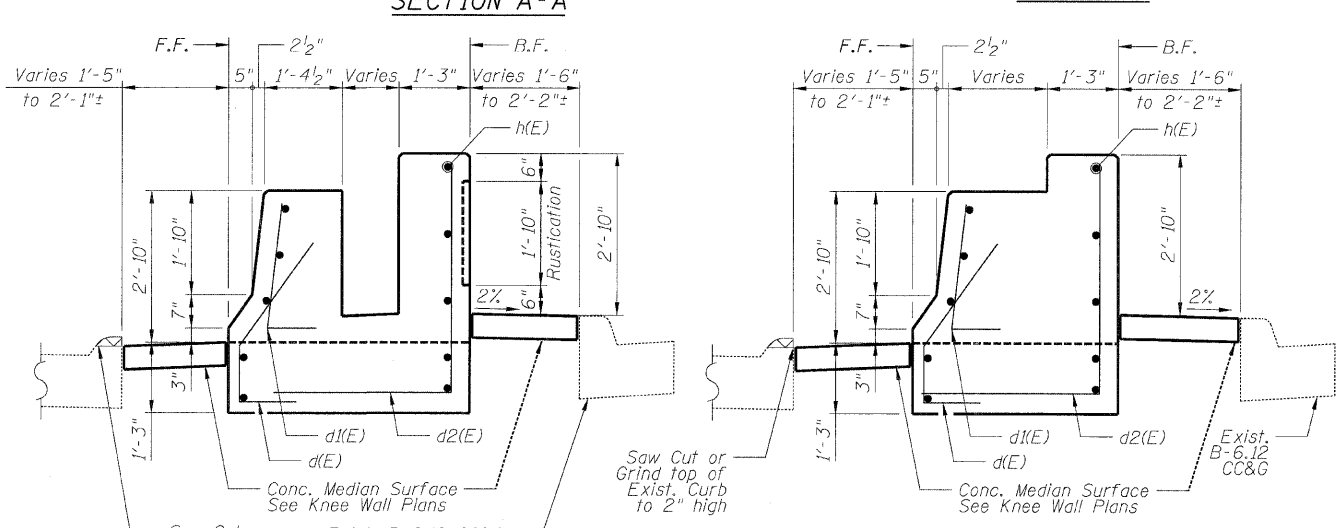 SECTION A-A
F.F.
2½"
B.F.
Varies 1'-5"
to 2'-1"±
5"
1'-4½"
Varies
1'-3"
Varies 1'-6"
to 2'-2"±
h(E)
6"
1'-10"
Rustication
6"
2'-10"
2'-10"
1'-10"
7"
3"
1'-3"
2%
d1(E)
d2(E)
d(E)
Conc. Median Surface
See Knee Wall Plans
F.F.
2½"
B.F.
Varies 1'-5"
to 2'-1"±
5"
Varies
1'-3"
Varies 1'-6"
to 2'-2"±
h(E)
2'-10"
2'-10"
1'-10"
7"
3"
1'-3"
2%
d1(E)
d2(E)
d(E)
Saw Cut or
Grind top of
Exist. Curb
to 2" high
Conc. Median Surface
See Knee Wall Plans
Exist.
B-6.12
CC&G